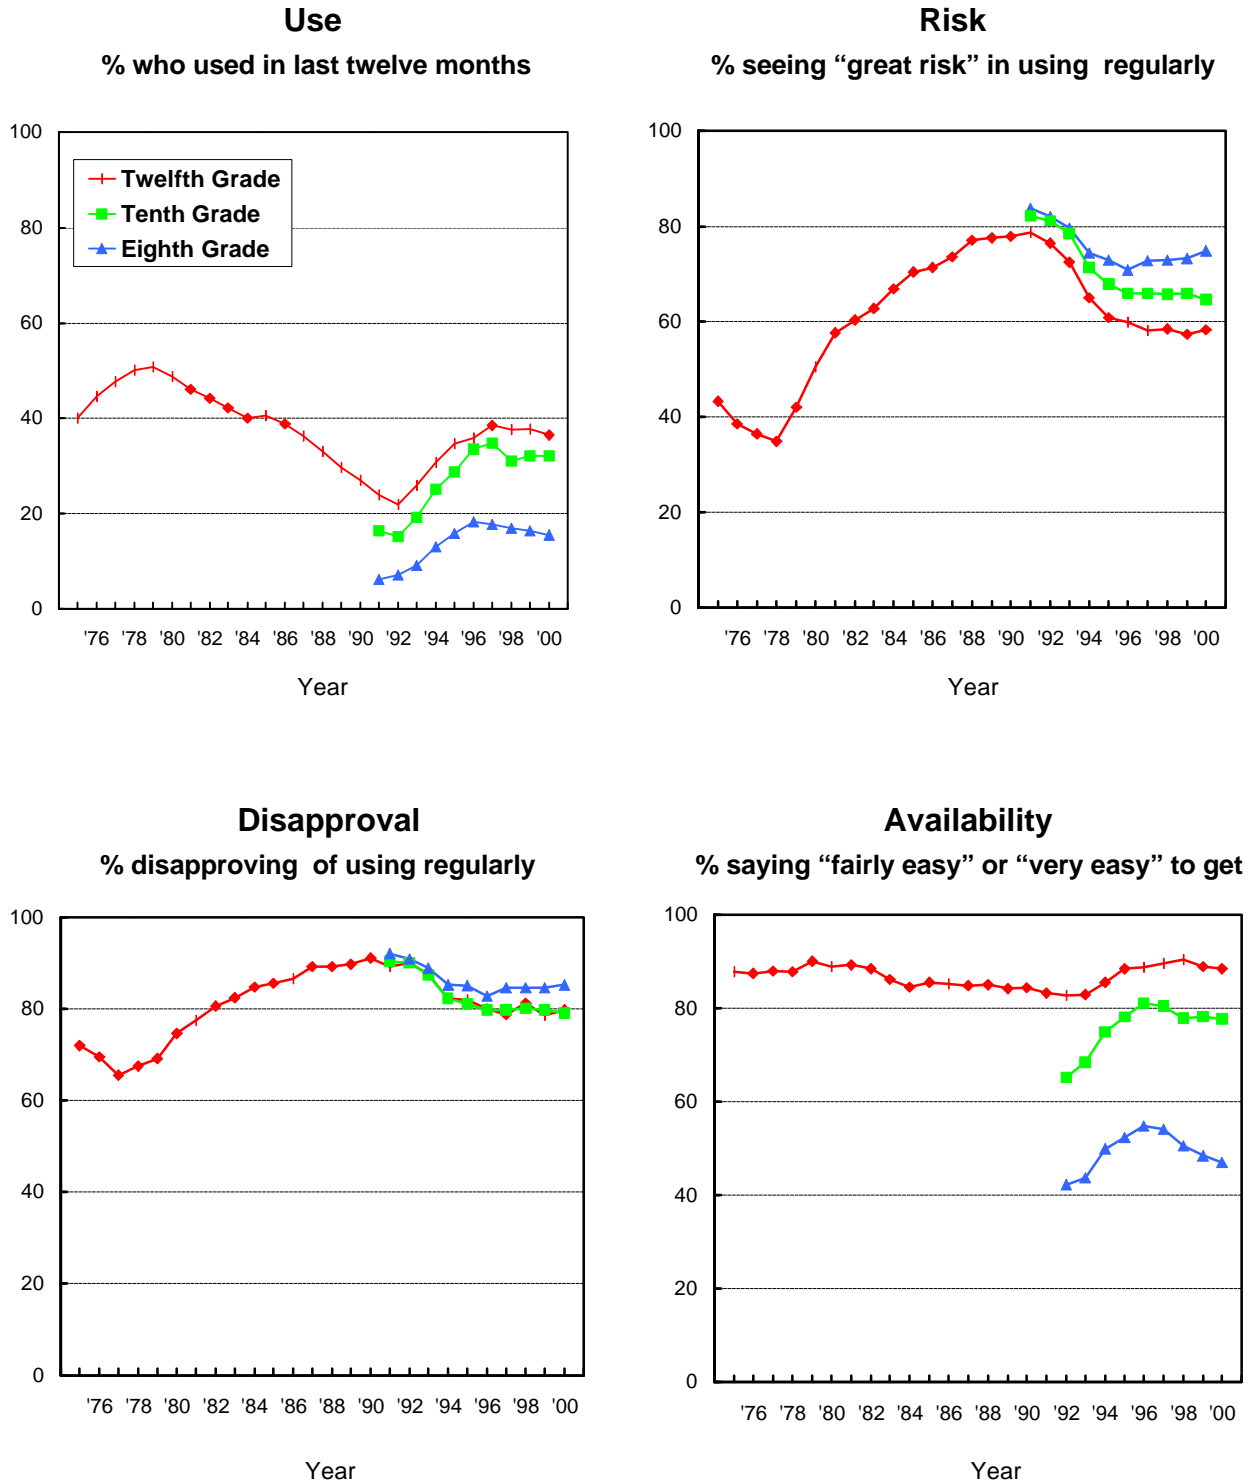 Use
% who used in last twelve months
100
80
60
40
20
0
Twelfth Grade
Tenth Grade
Eighth Grade
'76 '78 '80 '82 '84 '86 '88 '90 '92 '94 '96 '98 '00
Year
Risk
% seeing “great risk” in using regularly
100
80
60
40
20
0
'76 '78 '80 '82 '84 '86 '88 '90 '92 '94 '96 '98 '00
Year
Disapproval
% disapproving of using regularly
100
80
60
40
20
0
'76 '78 '80 '82 '84 '86 '88 '90 '92 '94 '96 '98 '00
Year
Availability
% saying “fairly easy” or “very easy” to get
100
80
60
40
20
0
'76 '78 '80 '82 '84 '86 '88 '90 '92 '94 '96 '98 '00
Year